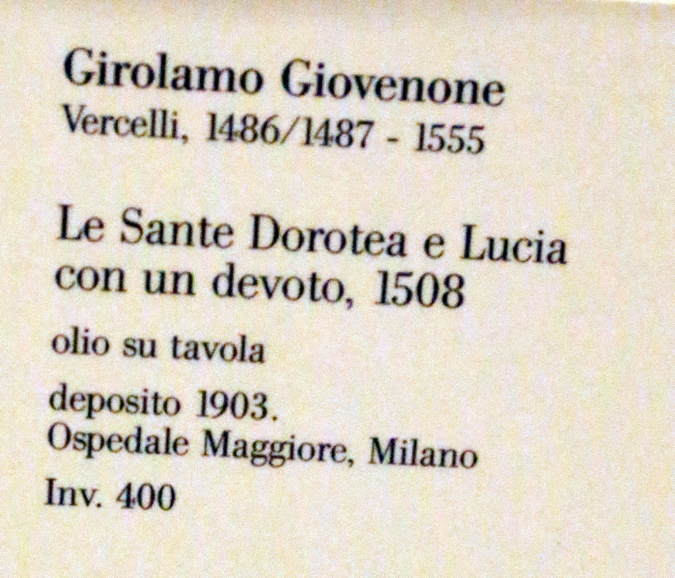 Girolamo Giovenone
Vercelli, 1486/1487 - 1555
Le Sante Dorotea e Lucia
con un devoto, 1508
olio su tavola
deposito 1903.
Ospedale Maggiore, Milano
Inv. 400